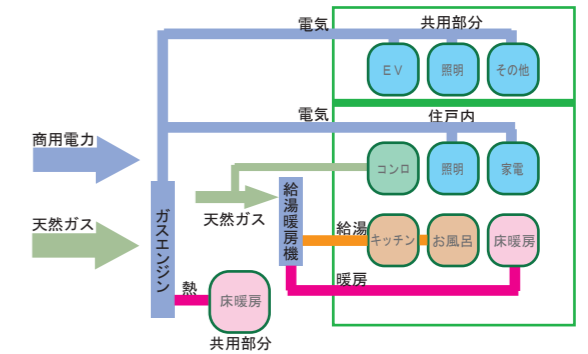 電気
共用部分
ＥＶ
照明
その他
電気
住戸内
商用電力
コンロ
照明
家電
天然ガス
天然ガス
ガスエンジン
給湯暖房機
給湯
キッチン
お風呂
床暖房
暖房
熱
床暖房
共用部分